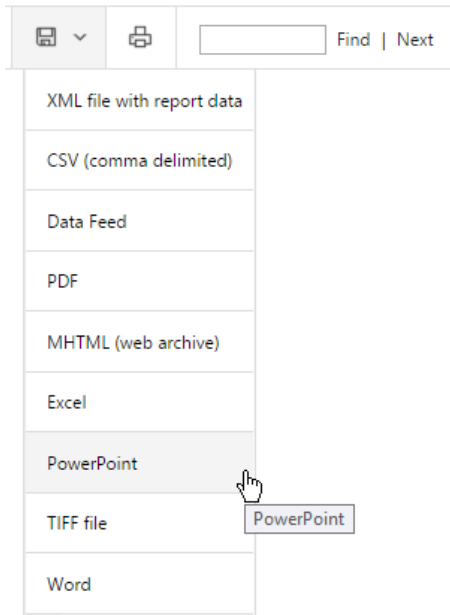 Find | Next
XML file with report data
CSV (comma delimited)
Data Feed
PDF
MHTML (web archive)
Excel
PowerPoint
PowerPoint
TIFF file
Word